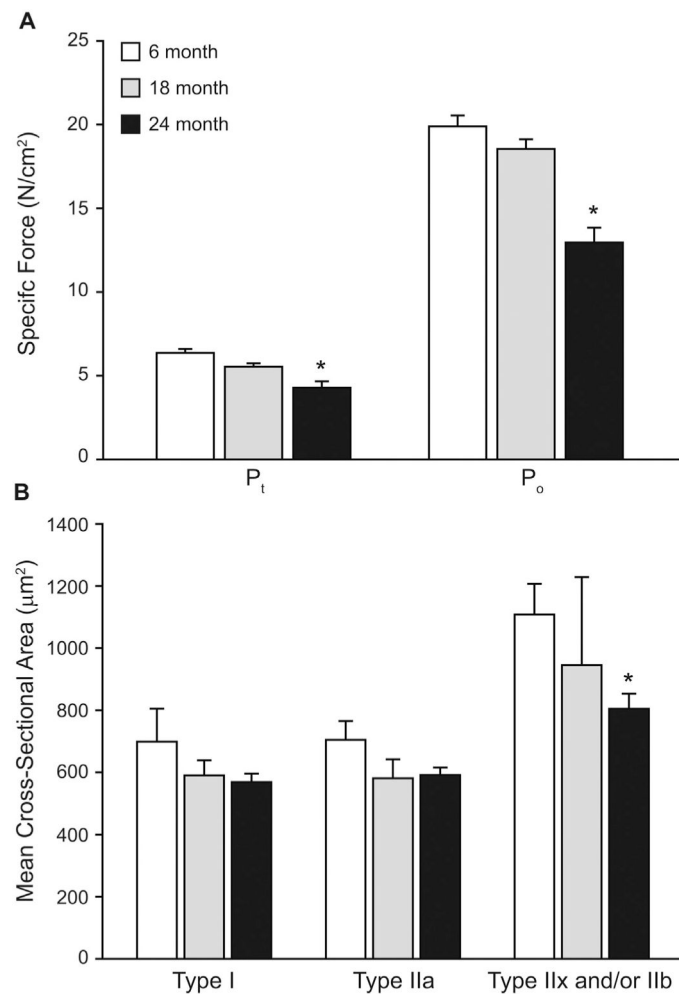 A
6 month
18 month
24 month
Specifc Force (N/cm²)
25
20
15
10
5
0
*
*
Pₜ
Pₒ
B
Mean Cross-Sectional Area (µm²)
1400
1200
1000
800
600
400
200
0
*
Type I
Type IIa
Type IIx and/or IIb